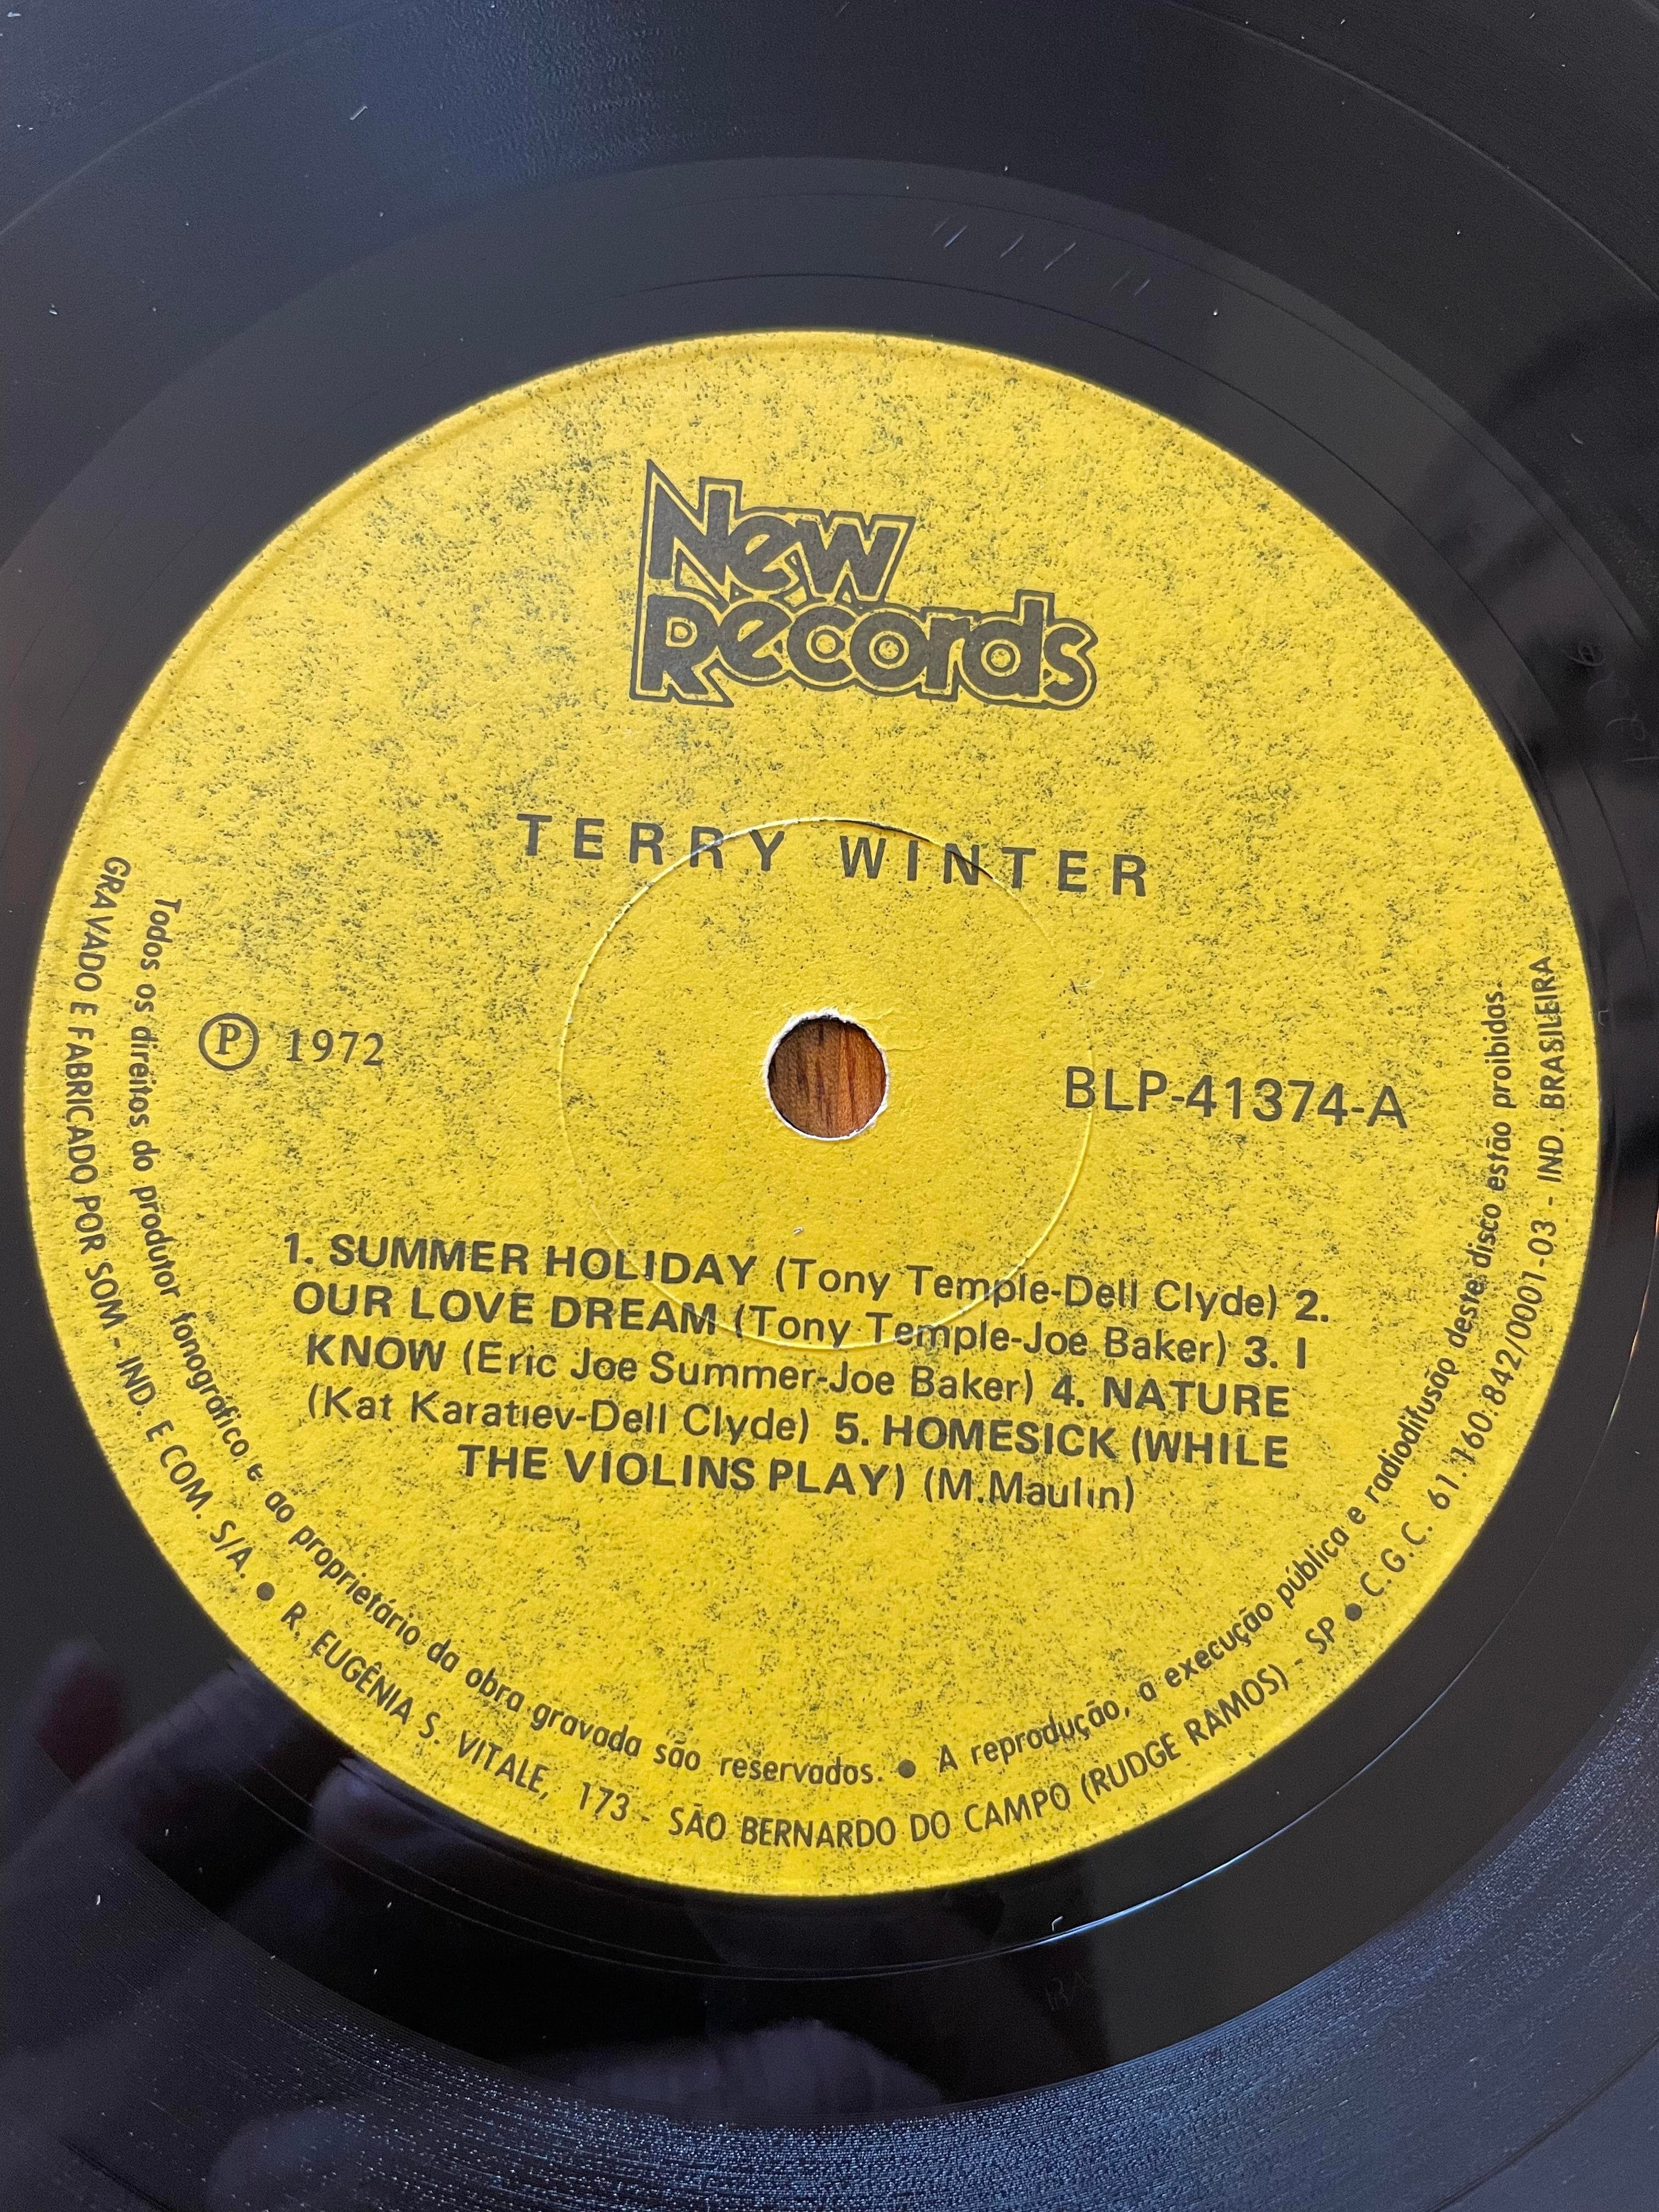 New
Records
TERRY WINTER
Ⓟ 1972
BLP-41374-A
1. SUMMER HOLIDAY (Tony Temple-Dell Clyde) 2.
OUR LOVE DREAM (Tony Temple-Joe Baker) 3. I
KNOW (Eric Joe Summer-Joe Baker) 4. NATURE
(Kat Karatiev-Dell Clyde) 5. HOMESICK (WHILE
THE VIOLINS PLAY) (M.Maulin)
Todos os direitos do produtor fonográfico e ao proprietário da obra gravada são reservados. ● A reprodução, a execução pública e radiodifusão deste disco estão proibidas.
GRAVADO E FABRICADO POR SOM - IND. E COM. S/A. ● R. EUGÊNIA S. VITALE, 173 - SÃO BERNARDO DO CAMPO (RUDGE RAMOS) - SP ● C.G.C. 61.160.842/0001-03 - IND. BRASILEIRA